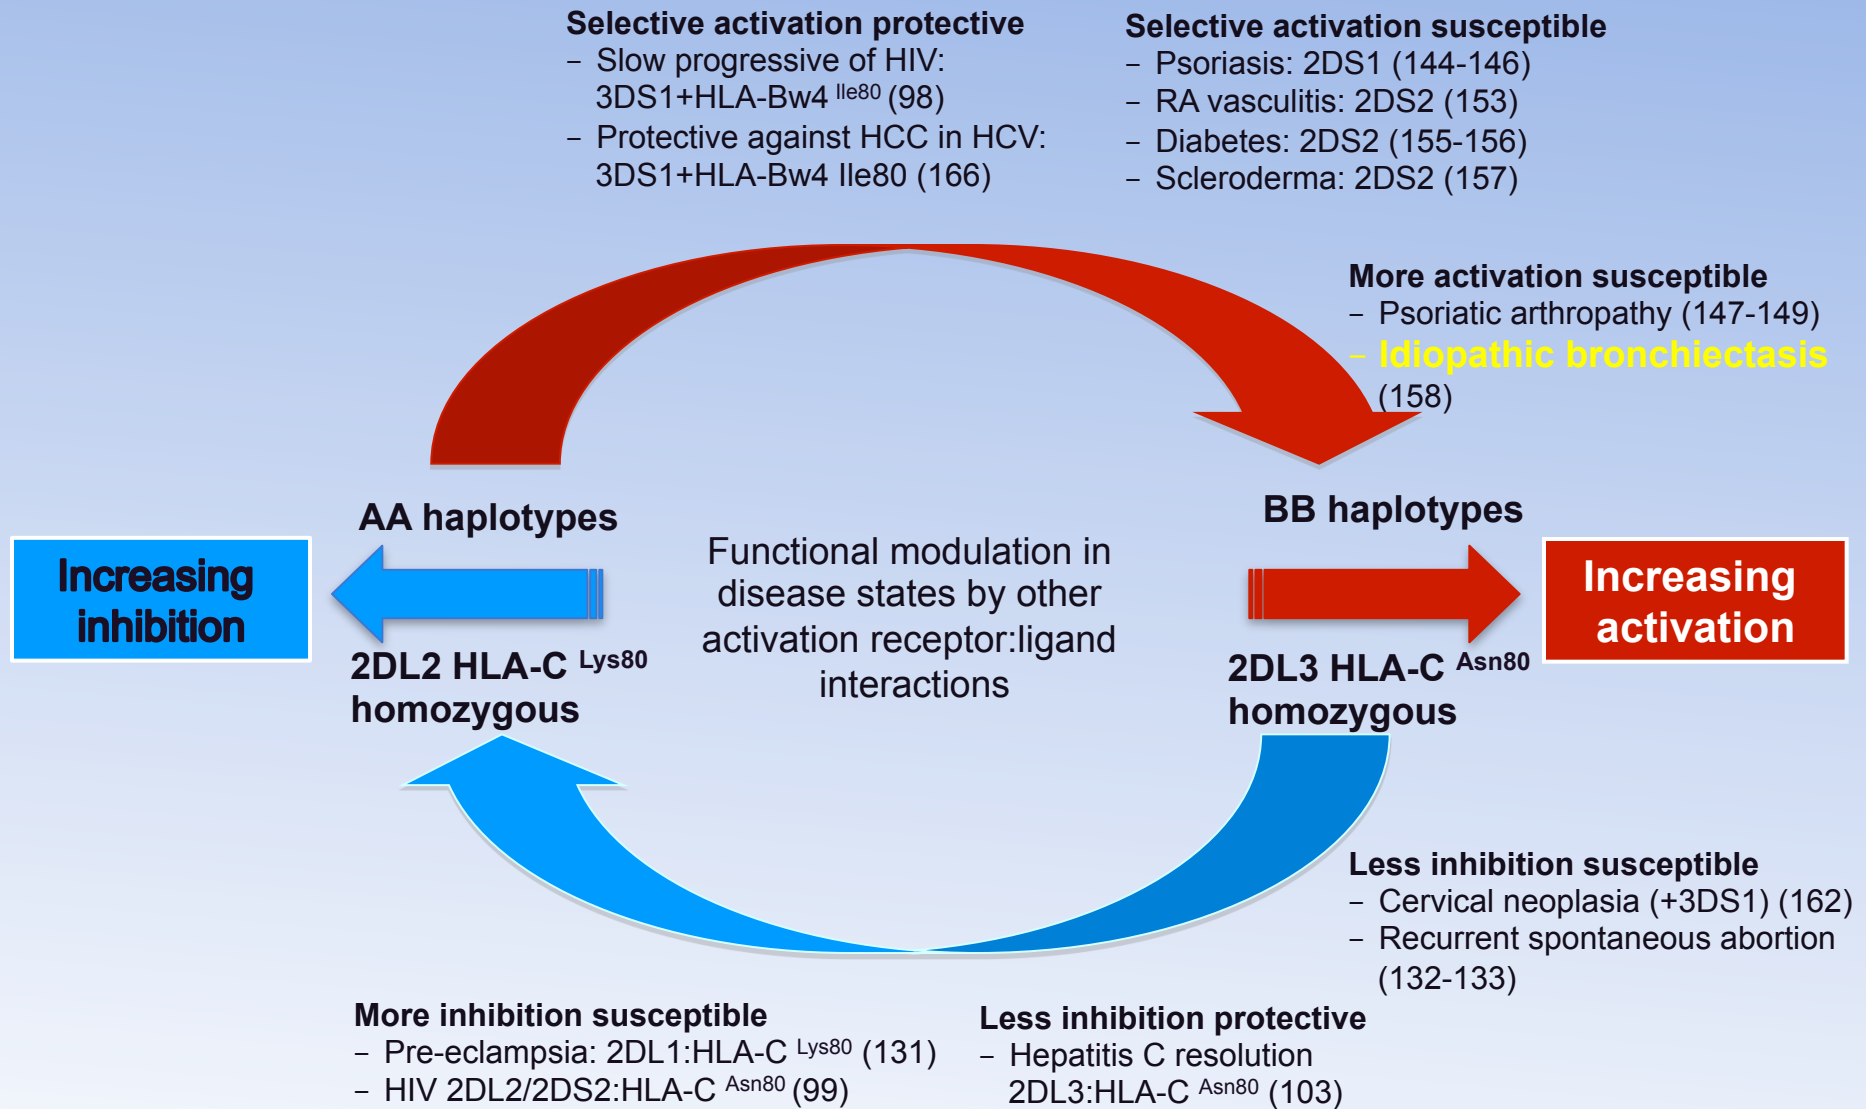 Selective activation protective
– Slow progressive of HIV:
3DS1+HLA-Bw4 Ile80 (98)
– Protective against HCC in HCV:
3DS1+HLA-Bw4 Ile80 (166)
Selective activation susceptible
– Psoriasis: 2DS1 (144-146)
– RA vasculitis: 2DS2 (153)
– Diabetes: 2DS2 (155-156)
– Scleroderma: 2DS2 (157)
More activation susceptible
– Psoriatic arthropathy (147-149)
– Idiopathic bronchiectasis
(158)
AA haplotypes
BB haplotypes
Increasing
inhibition
Functional modulation in
disease states by other
activation receptor:ligand
interactions
Increasing
activation
2DL2 HLA-C Lys80
homozygous
2DL3 HLA-C Asn80
homozygous
Less inhibition susceptible
– Cervical neoplasia (+3DS1) (162)
– Recurrent spontaneous abortion
(132-133)
More inhibition susceptible
– Pre-eclampsia: 2DL1:HLA-C Lys80 (131)
– HIV 2DL2/2DS2:HLA-C Asn80 (99)
Less inhibition protective
– Hepatitis C resolution
2DL3:HLA-C Asn80 (103)